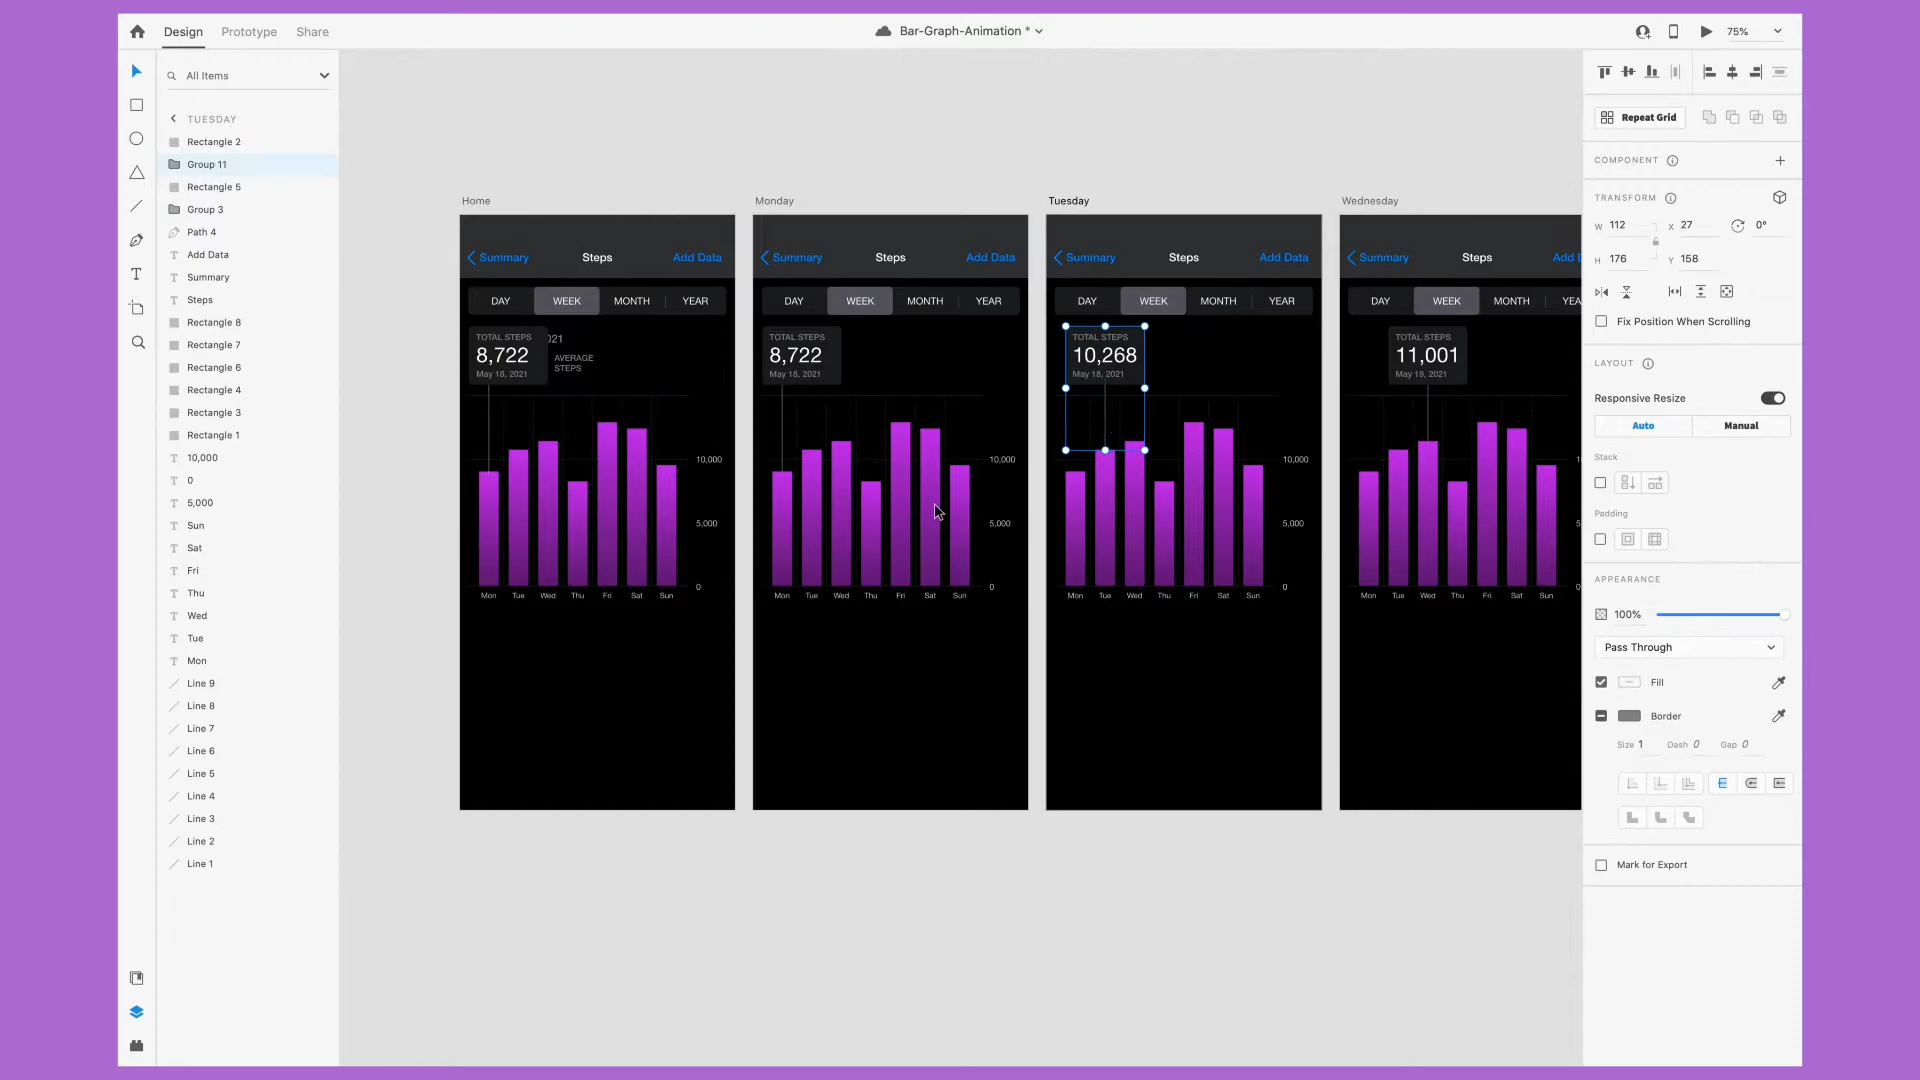 Design Prototype Share
Bar-Graph-Animation *
75%
All Items
TUESDAY
Rectangle 2
Group 11
Rectangle 5
Group 3
Path 4
Add Data
Summary
Steps
Rectangle 8
Rectangle 7
Rectangle 6
Rectangle 4
Rectangle 3
Rectangle 1
10,000
0
5,000
Sun
Sat
Fri
Thu
Wed
Tue
Mon
Line 9
Line 8
Line 7
Line 6
Line 5
Line 4
Line 3
Line 2
Line 1
Home
Summary Steps Add Data
DAY WEEK MONTH YEAR
TOTAL STEPS
8,722
May 18, 2021
021
AVERAGE
STEPS
10,000
5,000
0
Mon Tue Wed Thu Fri Sat Sun
Monday
Summary Steps Add Data
DAY WEEK MONTH YEAR
TOTAL STEPS
8,722
May 18, 2021
10,000
5,000
0
Mon Tue Wed Thu Fri Sat Sun
Tuesday
Summary Steps Add Data
DAY WEEK MONTH YEAR
TOTAL STEPS
10,268
May 18, 2021
10,000
5,000
0
Mon Tue Wed Thu Fri Sat Sun
Wednesday
Summary Steps Add D
DAY WEEK MONTH YEA
TOTAL STEPS
11,001
May 19, 2021
1
5
0
Mon Tue Wed Thu Fri Sat Sun
Repeat Grid
COMPONENT
TRANSFORM
W 112 X 27 0°
H 176 Y 158
Fix Position When Scrolling
LAYOUT
Responsive Resize
Auto Manual
Stack
Padding
APPEARANCE
100%
Pass Through
Fill
Border
Size 1 Dash 0 Gap 0
Mark for Export